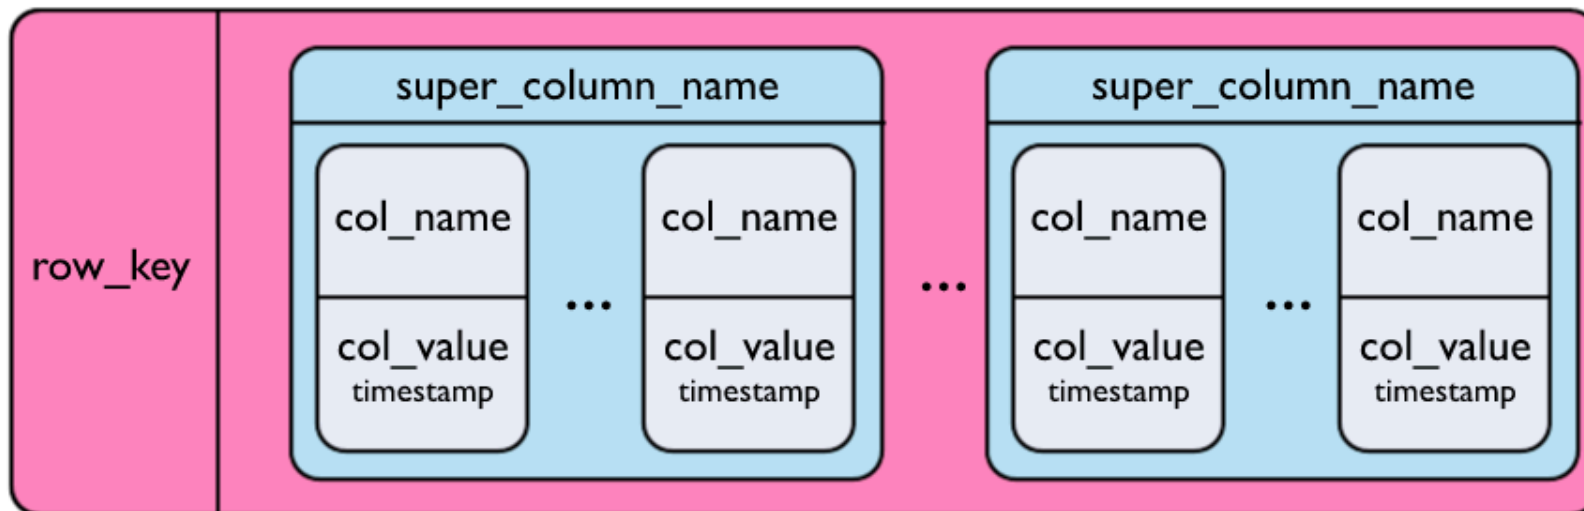 super_column_name
super_column_name
col_name
col_name
col_name
col_name
row_key
...
...
...
col_value
timestamp
col_value
timestamp
col_value
timestamp
col_value
timestamp